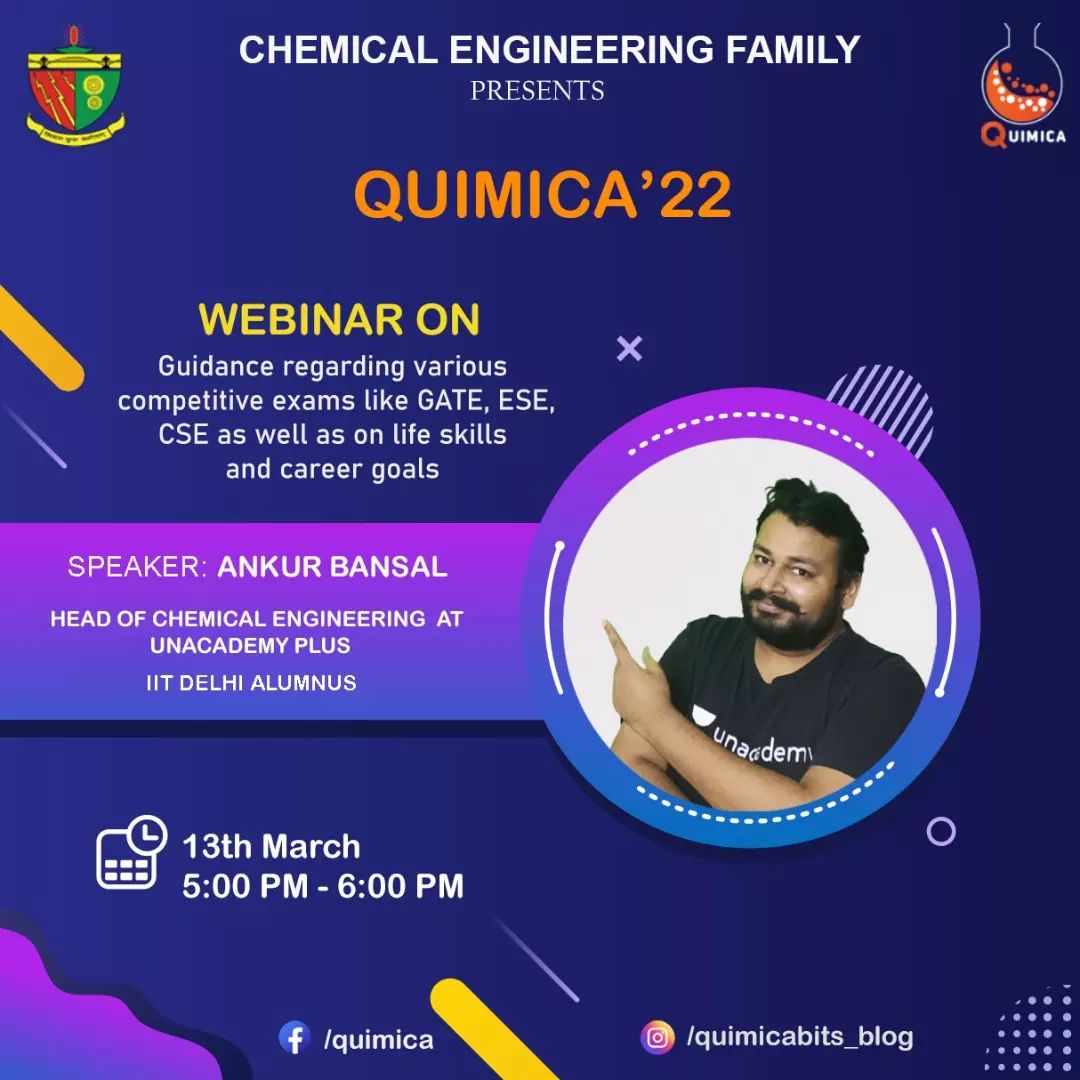 CHEMICAL ENGINEERING FAMILY
PRESENTS
QUIMICA
QUIMICA’22
WEBINAR ON
Guidance regarding various
competitive exams like GATE, ESE,
CSE as well as on life skills
and career goals
SPEAKER: ANKUR BANSAL
HEAD OF CHEMICAL ENGINEERING AT
UNACADEMY PLUS
IIT DELHI ALUMNUS
unacademy
13th March
5:00 PM - 6:00 PM
/quimica
/quimicabits_blog